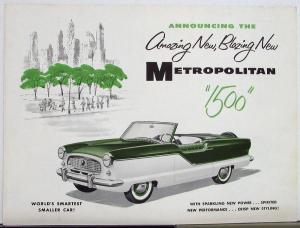 ANNOUNCING THE
Amazing New, Blazing New
METROPOLITAN
"1500"
WORLD'S SMARTEST
SMALLER CAR!
WITH SPARKLING NEW POWER... SPIRITED
NEW PERFORMANCE... CRISP NEW STYLING!